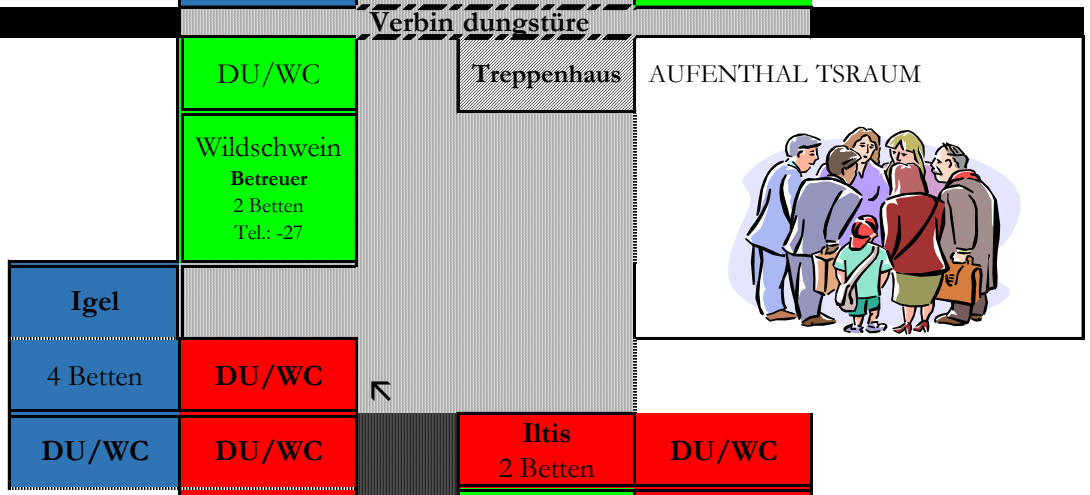 Verbin dungstüre
DU/WC
Treppenhaus
AUFENTHAL TSRAUM
Wildschwein
Betreuer
2 Betten
Tel.: -27
Igel
4 Betten
DU/WC
DU/WC
DU/WC
Iltis
2 Betten
DU/WC